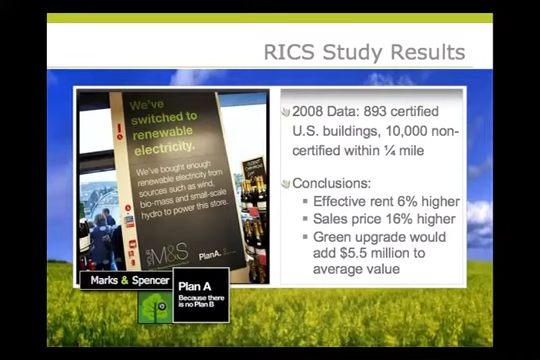 RICS Study Results
We've
switched to
renewable
electricity.
We've bought enough
renewable electricity from
sources such as wind,
bio-mass and small-scale
hydro to power this store.
M&S
PlanA.
Marks & Spencer
Plan A
Because there
is no Plan B
2008 Data: 893 certified
U.S. buildings, 10,000 non-
certified within ¼ mile
Conclusions:
Effective rent 6% higher
Sales price 16% higher
Green upgrade would
add $5.5 million to
average value